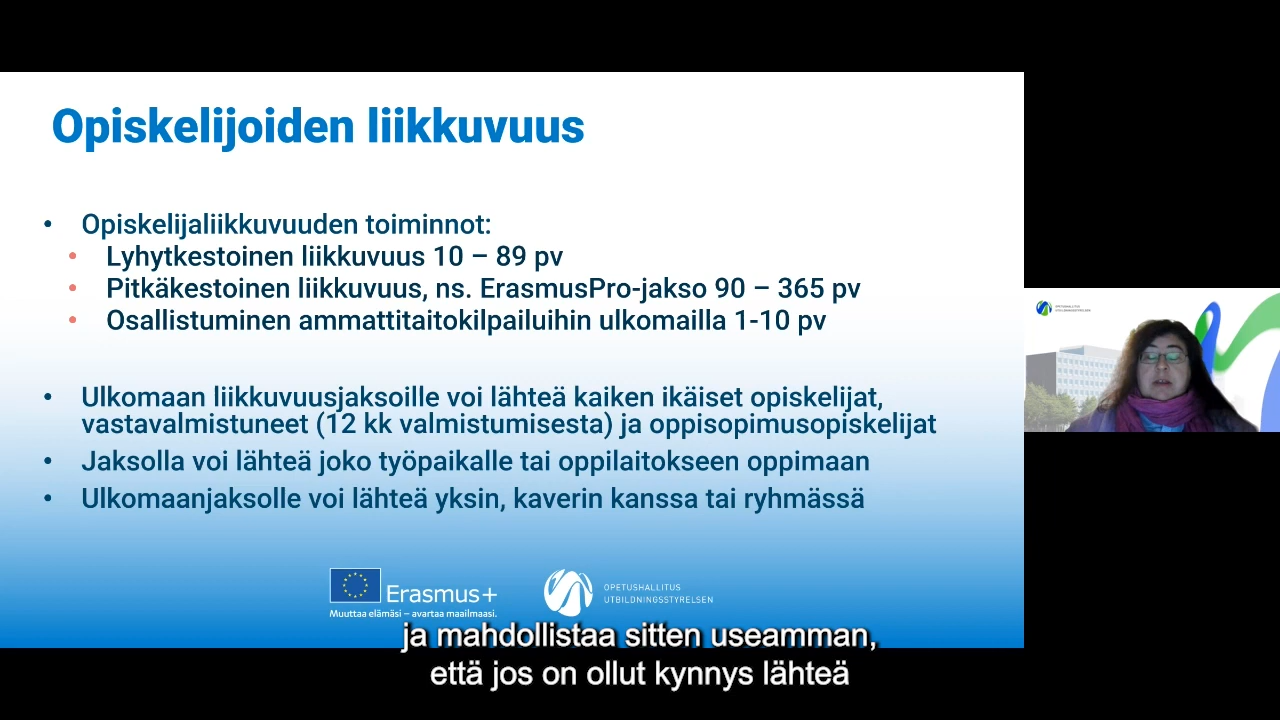 Opiskelijoiden liikkuvuus
• Opiskelijaliikkuvuuden toiminnot:
• Lyhytkestoinen liikkuvuus 10 – 89 pv
• Pitkäkestoinen liikkuvuus, ns. ErasmusPro-jakso 90 – 365 pv
• Osallistuminen ammattitaitokilpailuihin ulkomailla 1-10 pv
• Ulkomaan liikkuvuusjaksoille voi lähteä kaiken ikäiset opiskelijat,
vastavalmistuneet (12 kk valmistumisesta) ja oppisopimusopiskelijat
• Jaksolla voi lähteä joko työpaikalle tai oppilaitokseen oppimaan
• Ulkomaanjaksolle voi lähteä yksin, kaverin kanssa tai ryhmässä
Erasmus+
Muuttaa elämäsi – avartaa maailmaasi.
OPETUSHALLITUS
UTBILDNINGSSTYRELSEN
OPETUSHALLITUS
UTBILDNINGSSTYRELSEN
ja mahdollistaa sitten useamman,
että jos on ollut kynnys lähteä